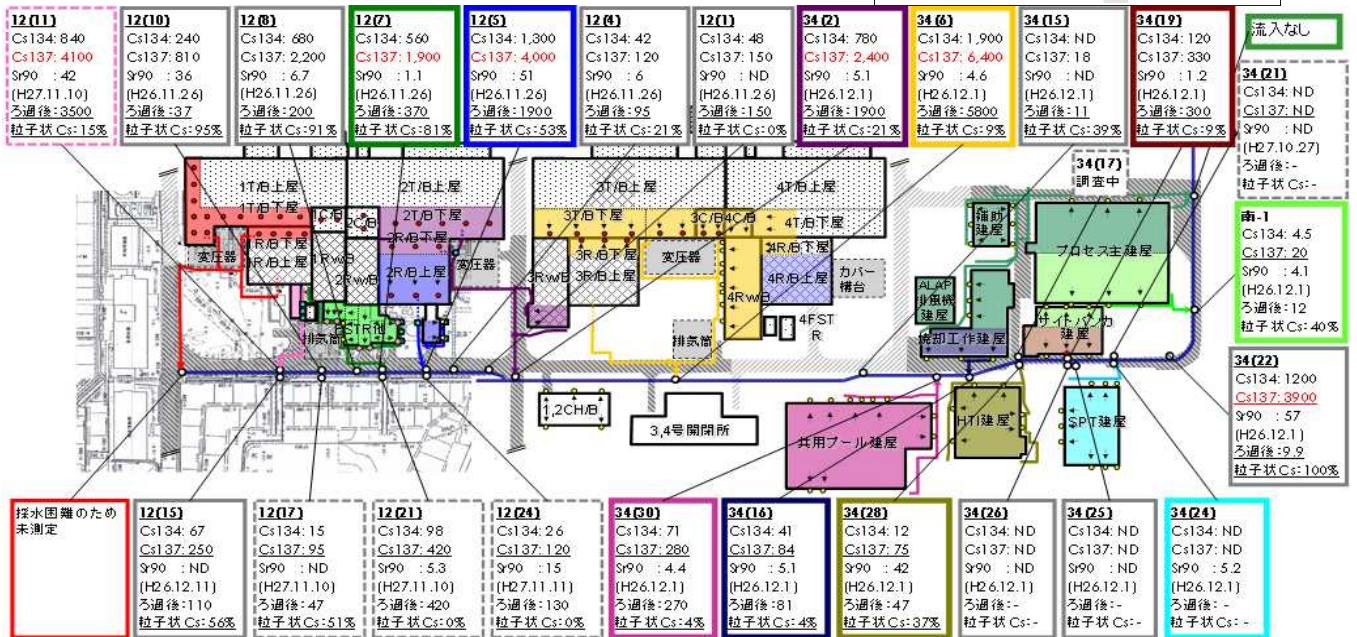 12(11)
Cs134: 840
Cs137: 4100
Sr90 : 42
(H27.11.10)
ろ過後:3500
粒子状Cs:15%
12(10)
Cs134: 240
Cs137: 810
Sr90 : 36
(H26.11.26)
ろ過後:37
粒子状Cs:95%
12(8)
Cs134: 680
Cs137: 2,200
Sr90 : 6.7
(H26.11.26)
ろ過後:200
粒子状Cs:91%
12(7)
Cs134: 560
Cs137: 1,900
Sr90 : 1.1
(H26.11.26)
ろ過後:370
粒子状Cs:81%
12(5)
Cs134: 1,300
Cs137: 4,000
Sr90 : 51
(H26.11.26)
ろ過後:1900
粒子状Cs:53%
12(4)
Cs134: 42
Cs137: 120
Sr90 : 6
(H26.11.26)
ろ過後:95
粒子状Cs:21%
12(1)
Cs134: 48
Cs137: 150
Sr90 : ND
(H26.11.26)
ろ過後:150
粒子状Cs:0%
34(2)
Cs134: 780
Cs137: 2,400
Sr90 : 5.1
(H26.12.1)
ろ過後:1900
粒子状Cs:21%
34(6)
Cs134: 1,900
Cs137: 6,400
Sr90 : 4.6
(H26.12.1)
ろ過後:5800
粒子状Cs:9%
34(15)
Cs134: ND
Cs137: 18
Sr90 : ND
(H26.12.1)
ろ過後:11
粒子状Cs:39%
34(19)
Cs134: 120
Cs137: 330
Sr90 : 1.2
(H26.12.1)
ろ過後:300
粒子状Cs:9%
流入なし
34(21)
Cs134: ND
Cs137: ND
Sr90 : ND
(H27.10.27)
ろ過後:-
粒子状Cs:-
34(17)
調査中
南-1
Cs134: 4.5
Cs137: 20
Sr90 : 4.1
(H26.12.1)
ろ過後:12
粒子状Cs:40%
34(22)
Cs134: 1200
Cs137: 3900
Sr90 : 57
(H26.12.1)
ろ過後:9.9
粒子状Cs:100%
1T/B上屋
1T/B下屋
2T/B上屋
2T/B下屋
3T/B上屋
3T/B下屋
4T/B上屋
4T/B下屋
1C/B
2C/B
3C/B
4C/B
1R/B下屋
1R/B上屋
1Rw/B
2Rw/B
2R/B下屋
2R/B上屋
3Rw/B
3R/B下屋
3R/B上屋
4Rw/B
4R/B下屋
4R/B上屋
変圧器
変圧器
変圧器
カバー
構台
4FST
R
排気筒
排気筒
補助
建屋
プロセス主建屋
ALAP
排風機
建屋
焼却工作建屋
サイトバンカ
建屋
1,2CH/B
3,4号開閉所
共用プール建屋
HTI建屋
SPT建屋
採水困難のため
未測定
12(15)
Cs134: 67
Cs137: 250
Sr90 : ND
(H26.12.11)
ろ過後:110
粒子状Cs:56%
12(17)
Cs134: 15
Cs137: 95
Sr90 : ND
(H27.11.10)
ろ過後:47
粒子状Cs:51%
12(21)
Cs134: 98
Cs137: 420
Sr90 : 5.3
(H27.11.10)
ろ過後:420
粒子状Cs:0%
12(24)
Cs134: 26
Cs137: 120
Sr90 : 15
(H27.11.11)
ろ過後:130
粒子状Cs:0%
34(30)
Cs134: 71
Cs137: 280
Sr90 : 4.4
(H26.12.1)
ろ過後:270
粒子状Cs:4%
34(16)
Cs134: 41
Cs137: 84
Sr90 : 5.1
(H26.12.1)
ろ過後:81
粒子状Cs:4%
34(28)
Cs134: 12
Cs137: 75
Sr90 : 42
(H26.12.1)
ろ過後:47
粒子状Cs:37%
34(26)
Cs134: ND
Cs137: ND
Sr90 : ND
(H26.12.1)
ろ過後:-
粒子状Cs:-
34(25)
Cs134: ND
Cs137: ND
Sr90 : ND
(H26.12.1)
ろ過後:-
粒子状Cs:-
34(24)
Cs134: ND
Cs137: ND
Sr90 : 5.2
(H26.12.1)
ろ過後: -
粒子状Cs:-